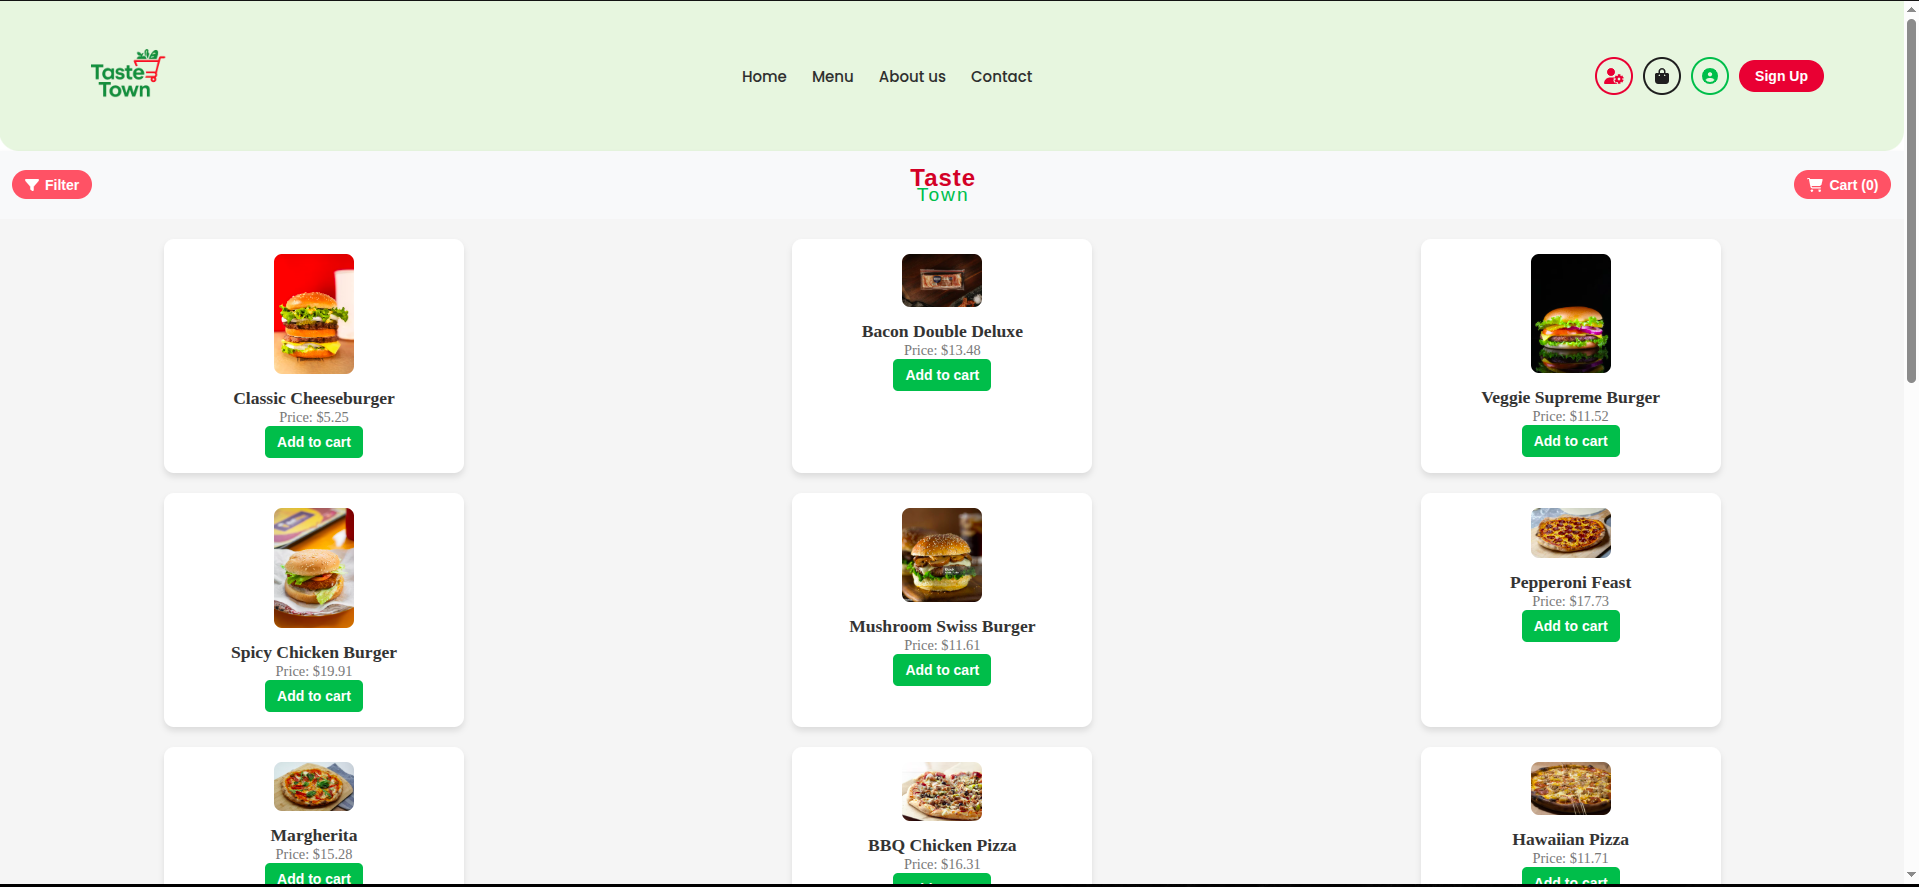 Taste
Town
Home Menu About us Contact
Sign Up
Filter
Taste
Town
Cart (0)
Classic Cheeseburger
Price: $5.25
Add to cart
Bacon Double Deluxe
Price: $13.48
Add to cart
Veggie Supreme Burger
Price: $11.52
Add to cart
Spicy Chicken Burger
Price: $19.91
Add to cart
Mushroom Swiss Burger
Price: $11.61
Add to cart
Pepperoni Feast
Price: $17.73
Add to cart
Margherita
Price: $15.28
Add to cart
BBQ Chicken Pizza
Price: $16.31
Hawaiian Pizza
Price: $11.71
Add to cart